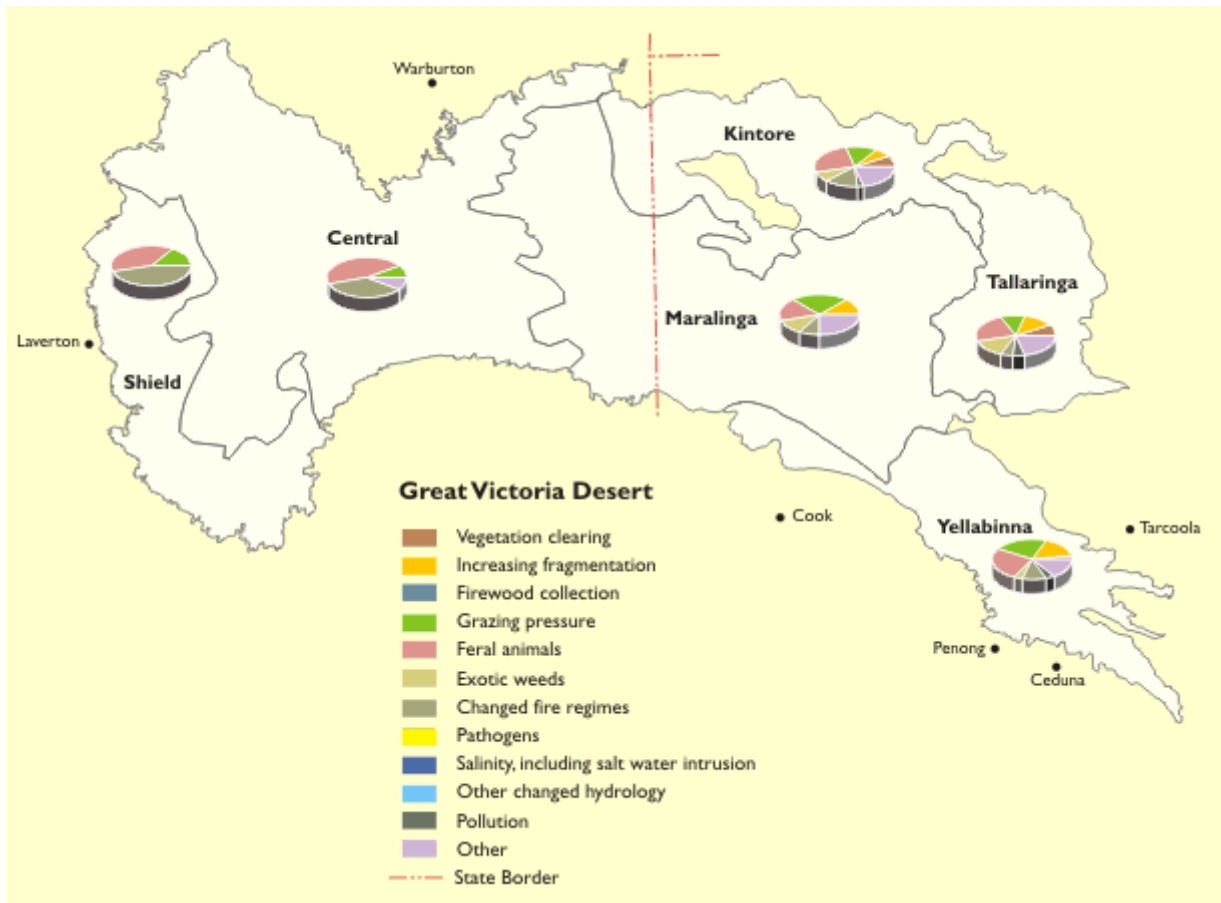 Warburton
Kintore
Central
Tallaringa
Maralinga
Laverton
Shield
Great Victoria Desert
Cook
Yellabinna
Tarcoola
Vegetation clearing
Increasing fragmentation
Firewood collection
Grazing pressure
Feral animals
Penong
Exotic weeds
Ceduna
Changed fire regimes
Pathogens
Salinity, including salt water intrusion
Other changed hydrology
Pollution
Other
State Border